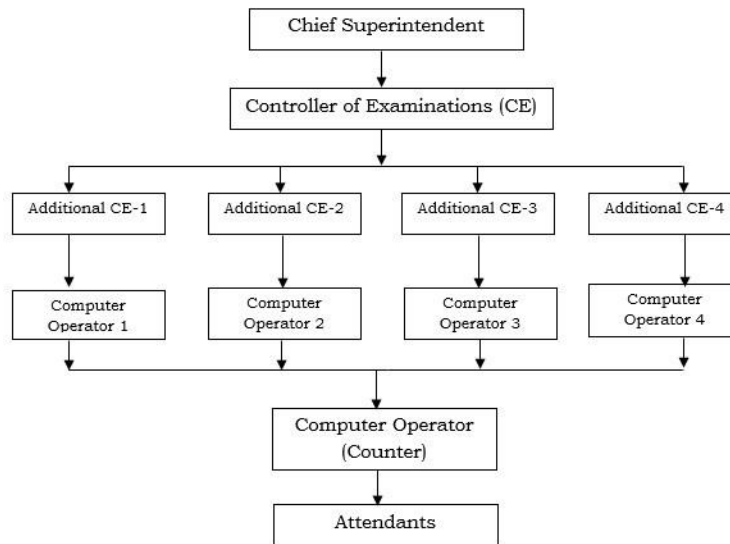 Chief Superintendent
Controller of Examinations (CE)
Additional CE-1
Additional CE-2
Additional CE-3
Additional CE-4
Computer
Operator 1
Computer
Operator 2
Computer
Operator 3
Computer
Operator 4
Computer Operator
(Counter)
Attendants